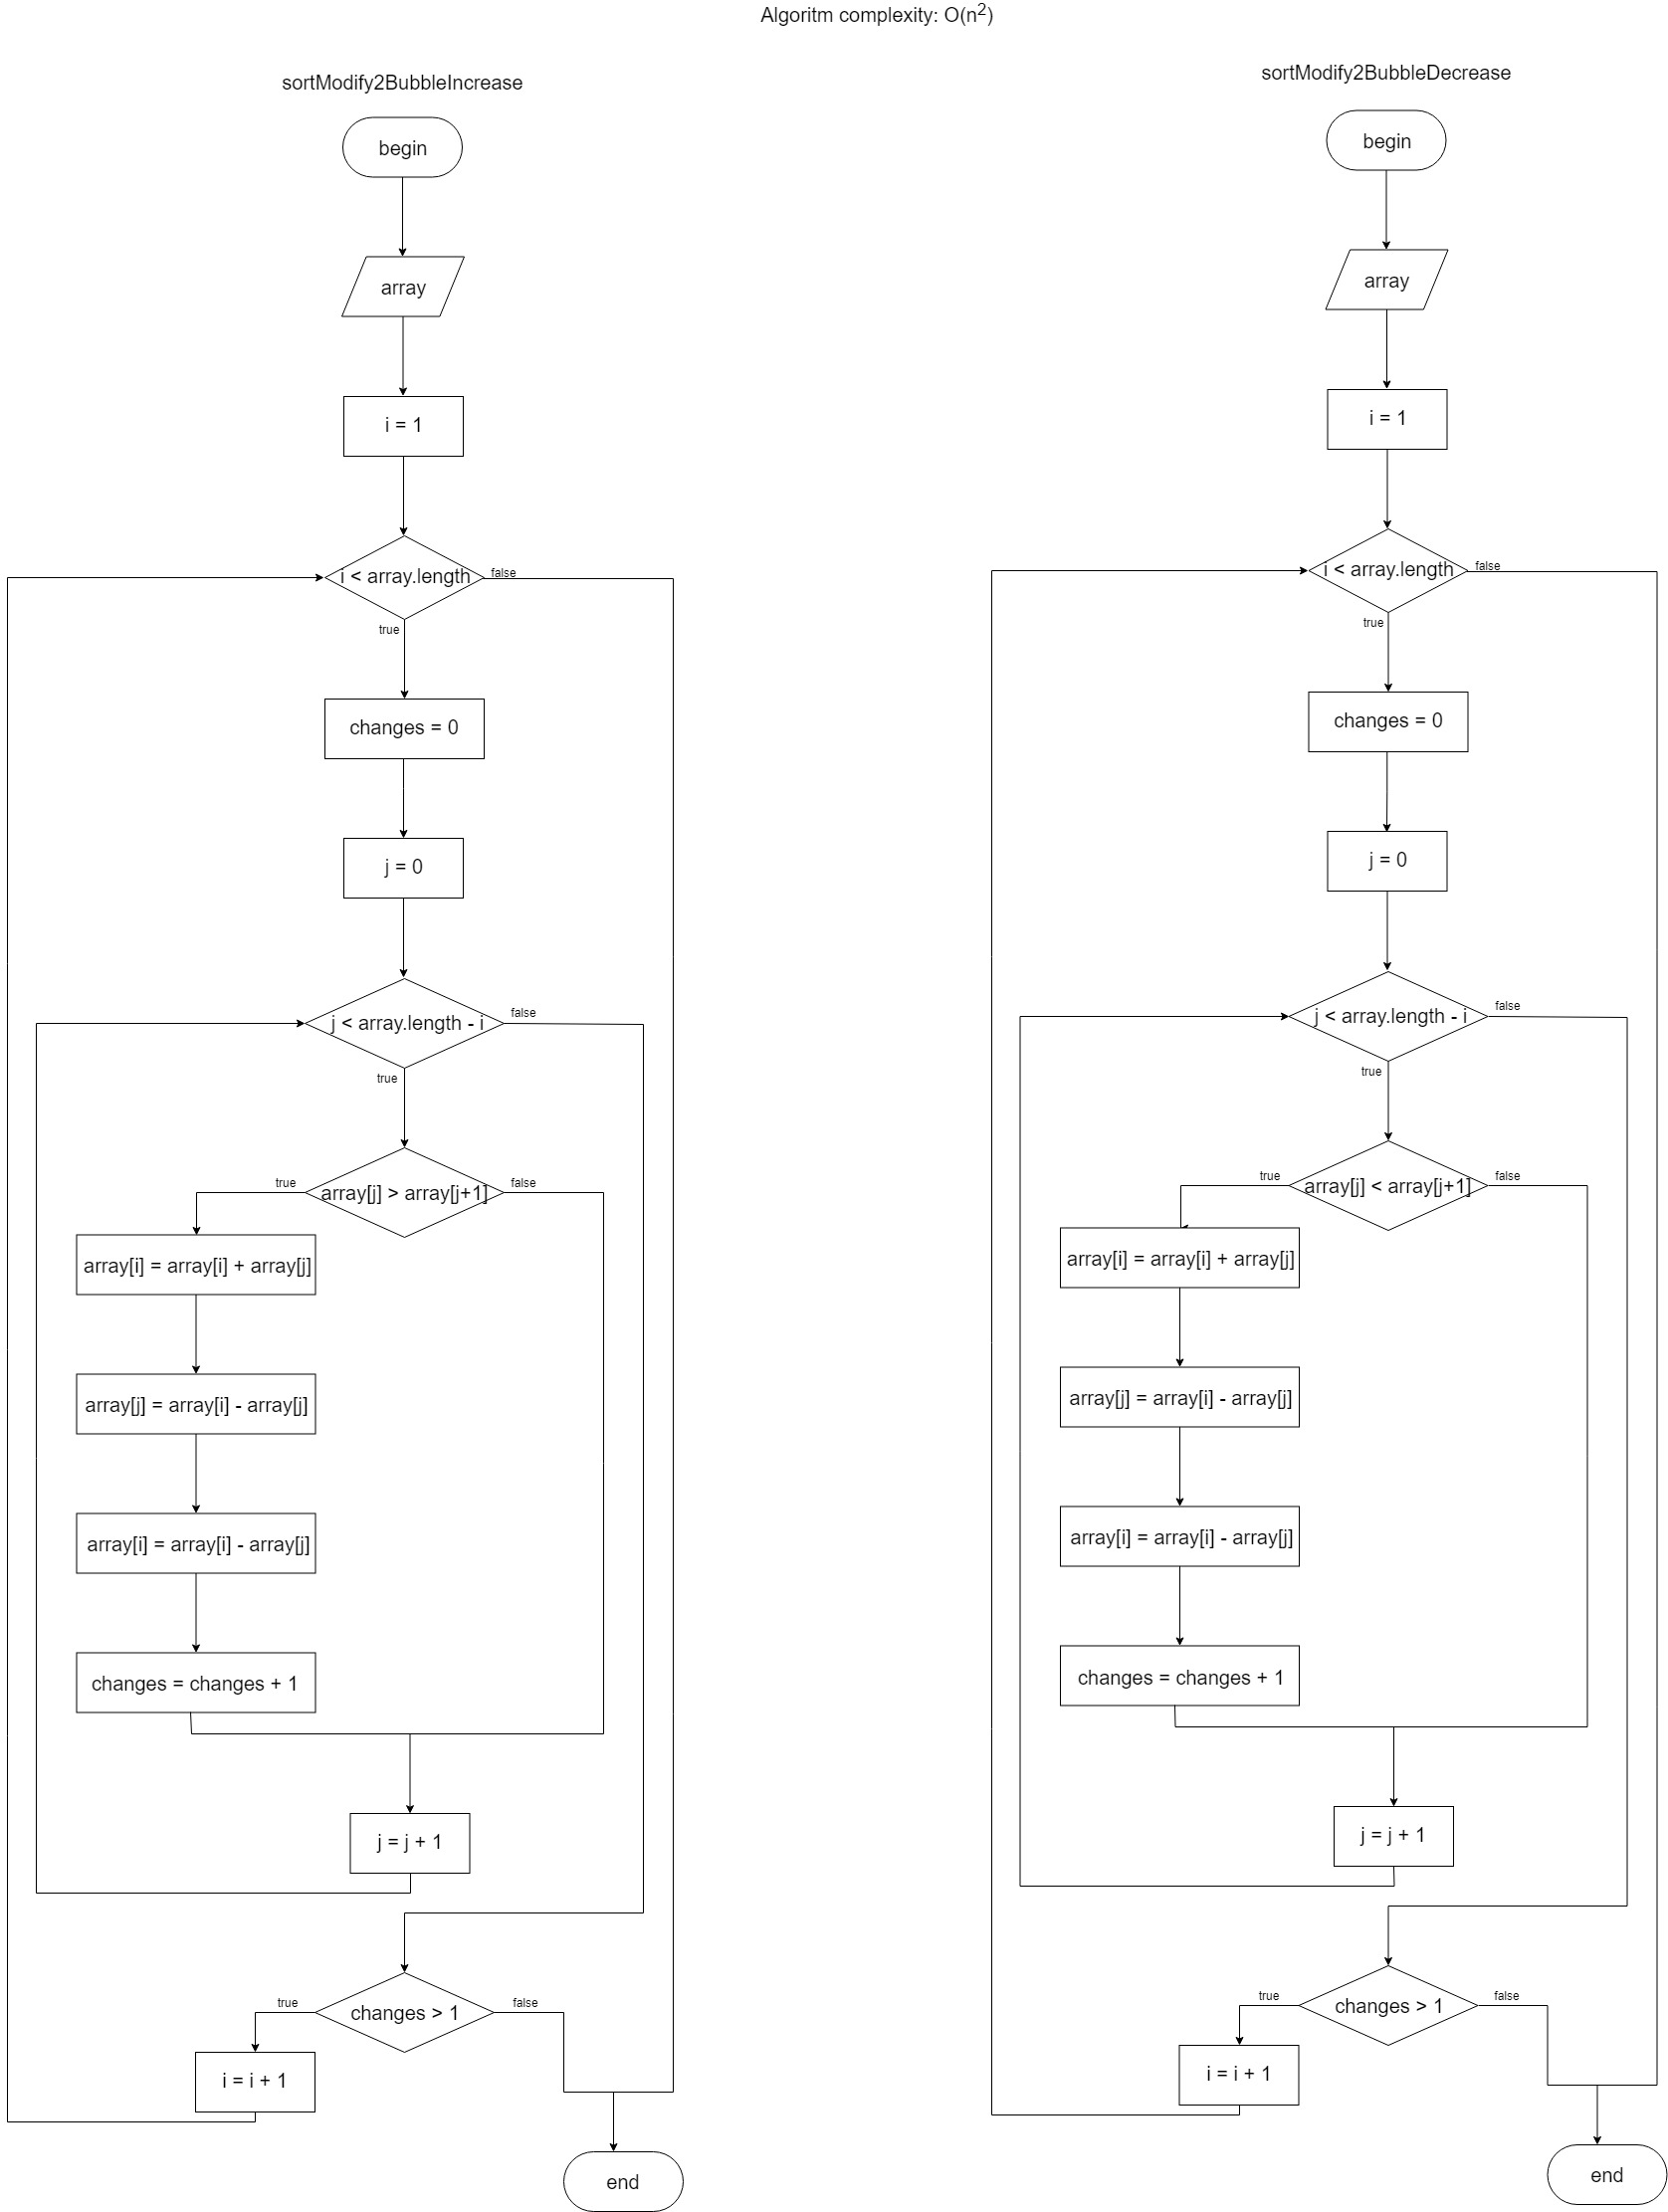 Algoritm complexity: O(n²)
sortModify2BubbleIncrease
begin
array
i = 1
i < array.length
false
true
changes = 0
j = 0
j < array.length - i
false
true
array[j] > array[j+1]
true
false
array[i] = array[i] + array[j]
array[j] = array[i] - array[j]
array[i] = array[i] - array[j]
changes = changes + 1
j = j + 1
changes > 1
true
false
i = i + 1
end
sortModify2BubbleDecrease
begin
array
i = 1
i < array.length
false
true
changes = 0
j = 0
j < array.length - i
false
true
array[j] < array[j+1]
true
false
array[i] = array[i] + array[j]
array[j] = array[i] - array[j]
array[i] = array[i] - array[j]
changes = changes + 1
j = j + 1
changes > 1
true
false
i = i + 1
end